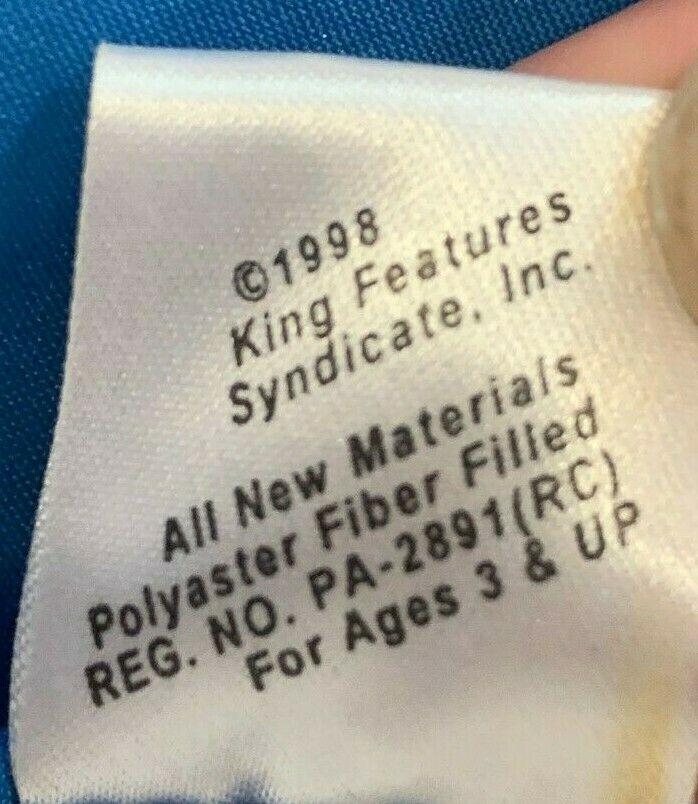 ©1998
King Features
Syndicate, Inc.
All New Materials
Polyaster Fiber Filled
REG. NO. PA-2891(RC)
For Ages 3 & UP